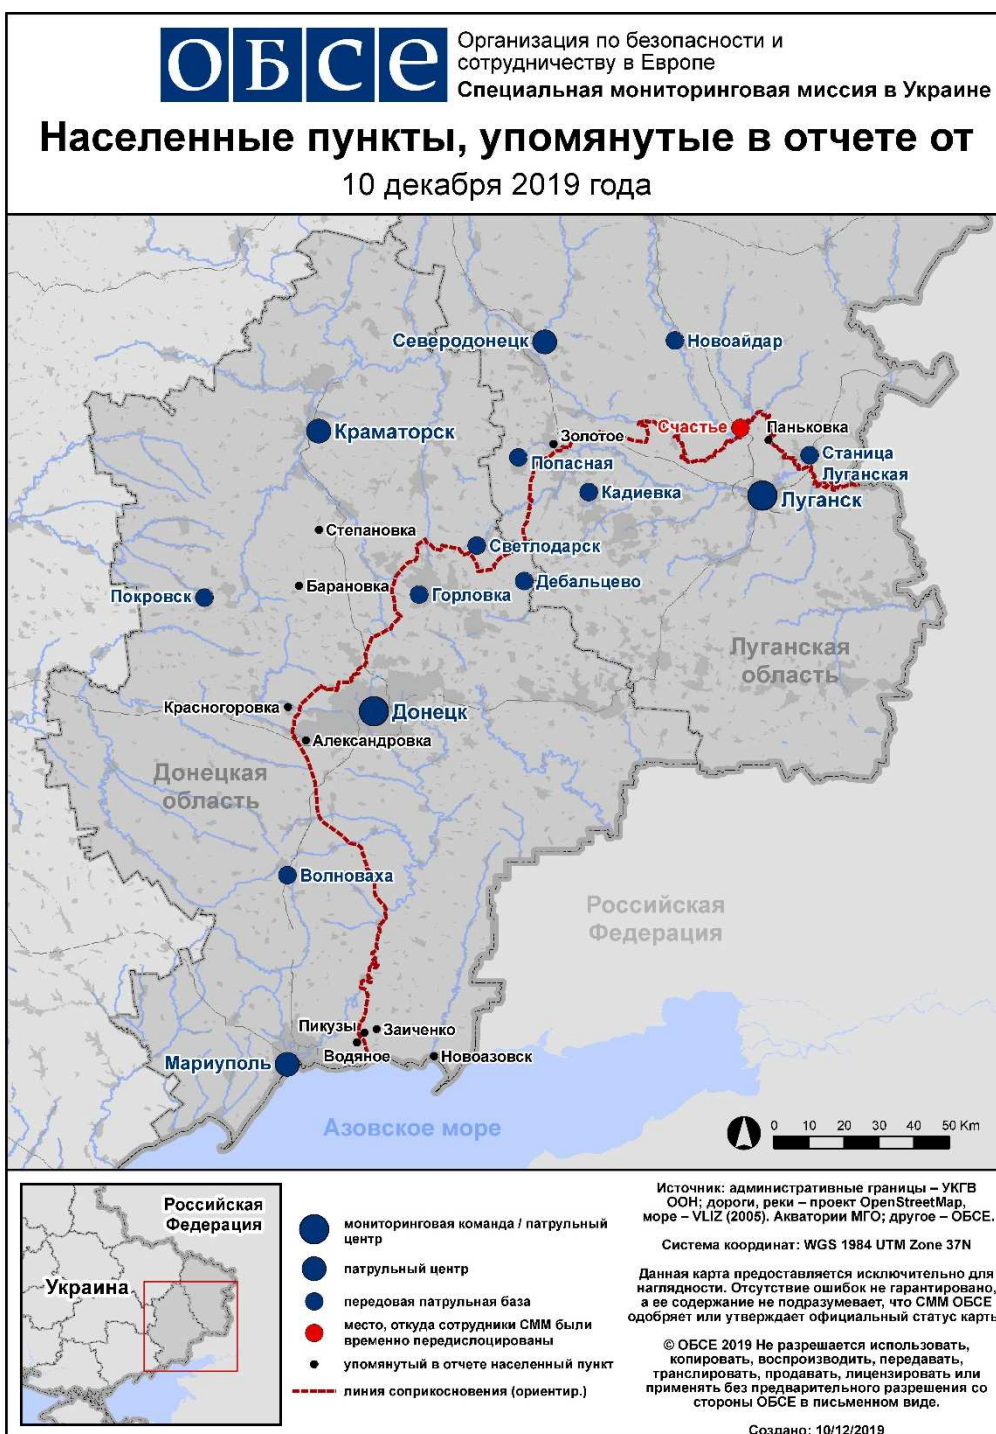 ОБСЕ
Организация по безопасности и
сотрудничеству в Европе
Специальная мониторинговая миссия в Украине
Населенные пункты, упомянутые в отчете от
10 декабря 2019 года
Северодонецк
Новоайдар
Краматорск
Золотое
Счастье
Паньковка
Попасная
Станица
Луганская
Кадиевка
Луганск
Степановка
Светлодарск
Барановка
Дебальцево
Покровск
Горловка
Луганская
область
Красногоровка
Донецк
Александровка
Донецкая
область
Волноваха
Российская
Федерация
Пикузы
Заиченко
Водяное
Новоазовск
Мариуполь
Азовское море
0 10 20 30 40 50 Km
Российская
Федерация
Украина
мониторинговая команда / патрульный
центр
патрульный центр
передовая патрульная база
место, откуда сотрудники СММ были
временно передислоцированы
упомянутый в отчете населенный пункт
линия соприкосновения (ориентир.)
Источник: административные границы – УКГВ
ООН; дороги, реки – проект OpenStreetMap,
море – VLIZ (2005). Акватории МГО; другое – ОБСЕ.
Система координат: WGS 1984 UTM Zone 37N
Данная карта предоставляется исключительно для
наглядности. Отсутствие ошибок не гарантировано,
а ее содержание не подразумевает, что СММ ОБСЕ
одобряет или утверждает официальный статус карты
© ОБСЕ 2019 Не разрешается использовать,
копировать, воспроизводить, передавать,
транслировать, продавать, лицензировать или
применять без предварительного разрешения со
стороны ОБСЕ в письменном виде.
Создано: 10/12/2019